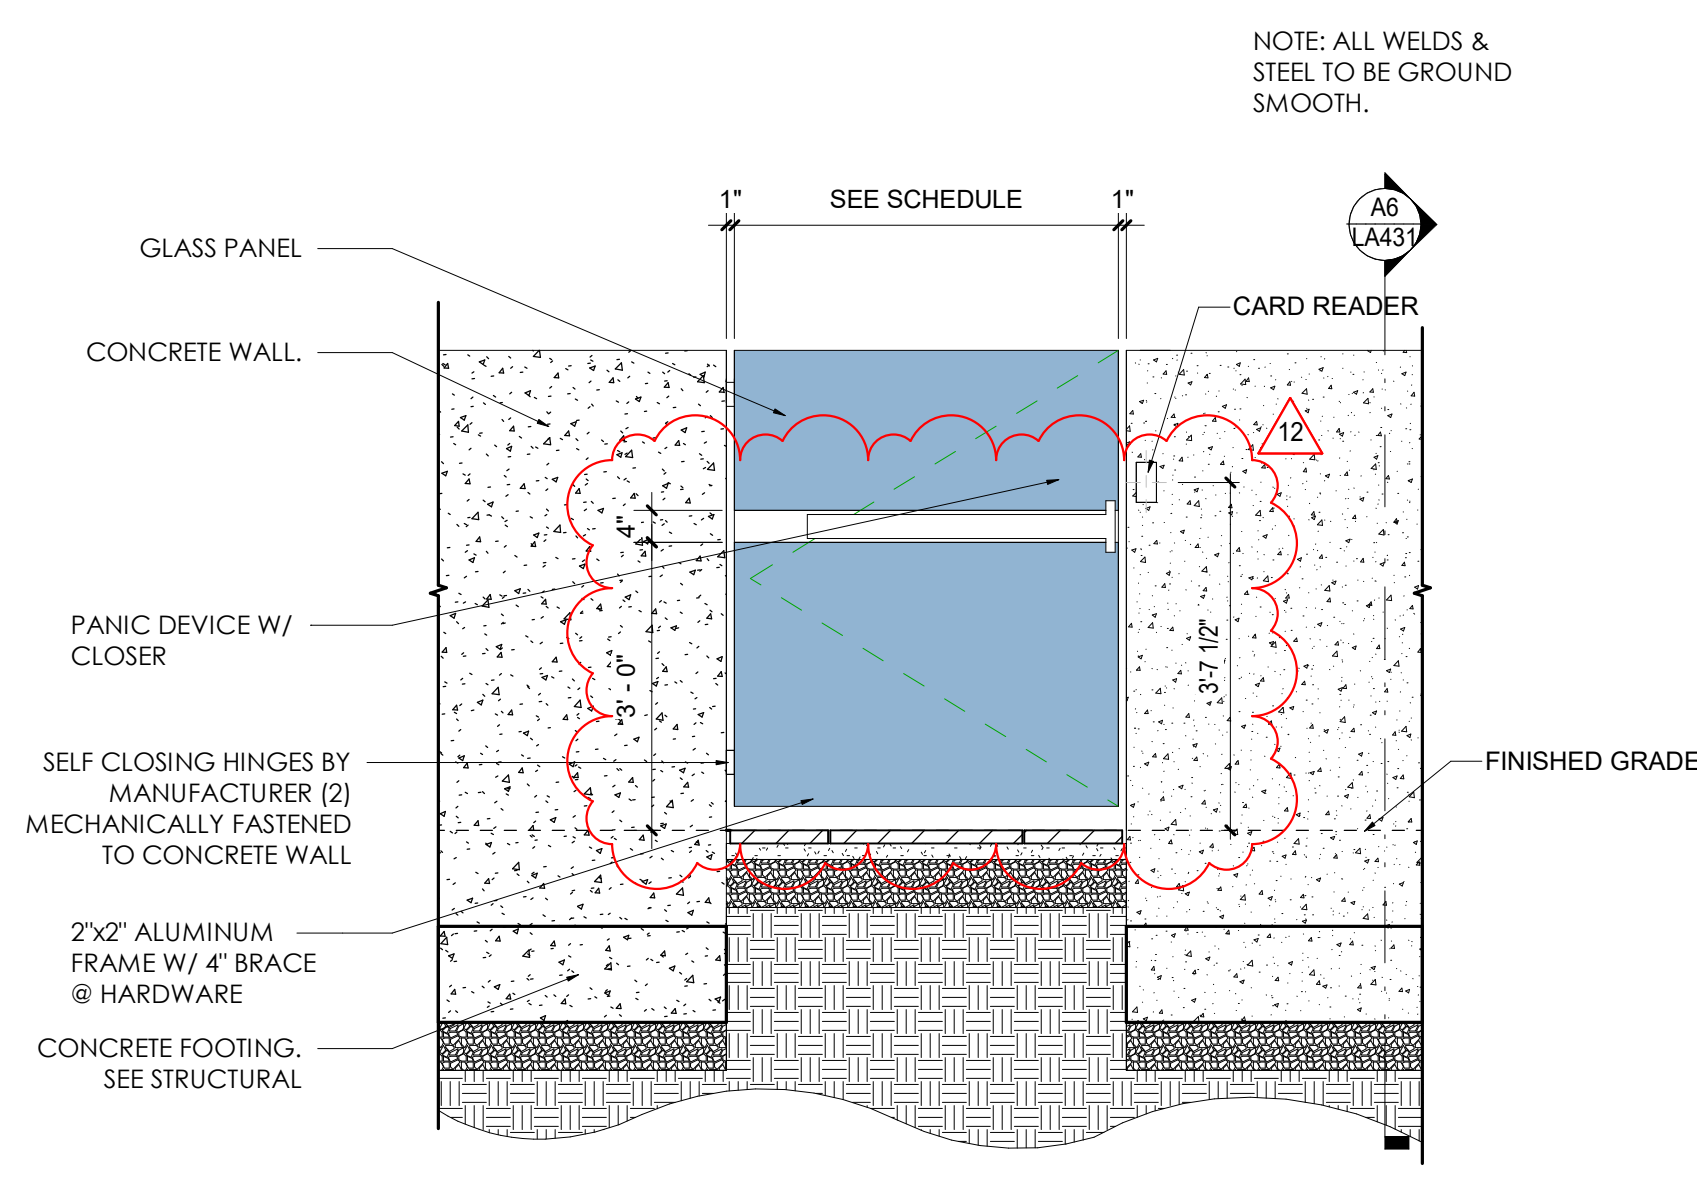 NOTE: ALL WELDS &
STEEL TO BE GROUND
SMOOTH.
1"
SEE SCHEDULE
1"
A6
LA431
GLASS PANEL
CARD READER
CONCRETE WALL.
12
4"
PANIC DEVICE W/
CLOSER
3' - 0"
3'-7 1/2"
SELF CLOSING HINGES BY
MANUFACTURER (2)
MECHANICALLY FASTENED
TO CONCRETE WALL
FINISHED GRADE
2"x2" ALUMINUM
FRAME W/ 4" BRACE
@ HARDWARE
CONCRETE FOOTING.
SEE STRUCTURAL